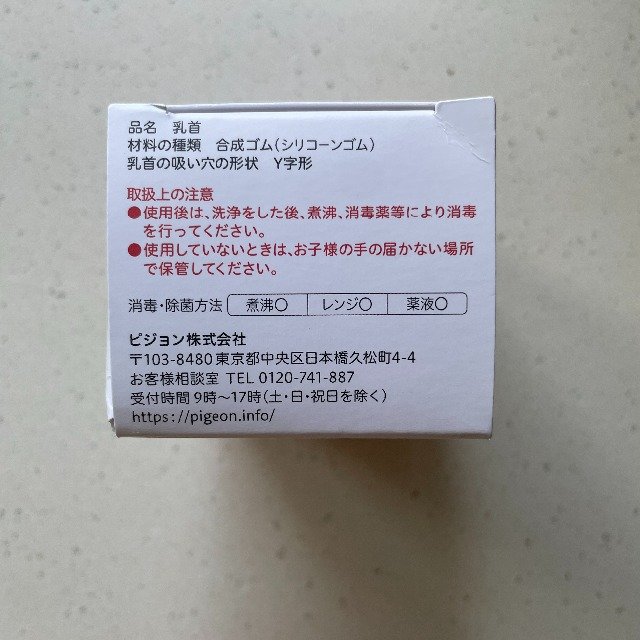 品名 乳首
材料の種類 合成ゴム(シリコーンゴム)
乳首の吸い穴の形状 Y字形
取扱上の注意
●使用後は、洗浄をした後、煮沸、消毒薬等により消毒
を行ってください。
●使用していないときは、お子様の手の届かない場所
で保管してください。
消毒・除菌方法 煮沸○ レンジ○ 薬液○
ピジョン株式会社
〒103-8480 東京都中央区日本橋久松町4-4
お客様相談室 TEL 0120-741-887
受付時間 9時〜17時(土・日・祝日を除く)
https://pigeon.info/